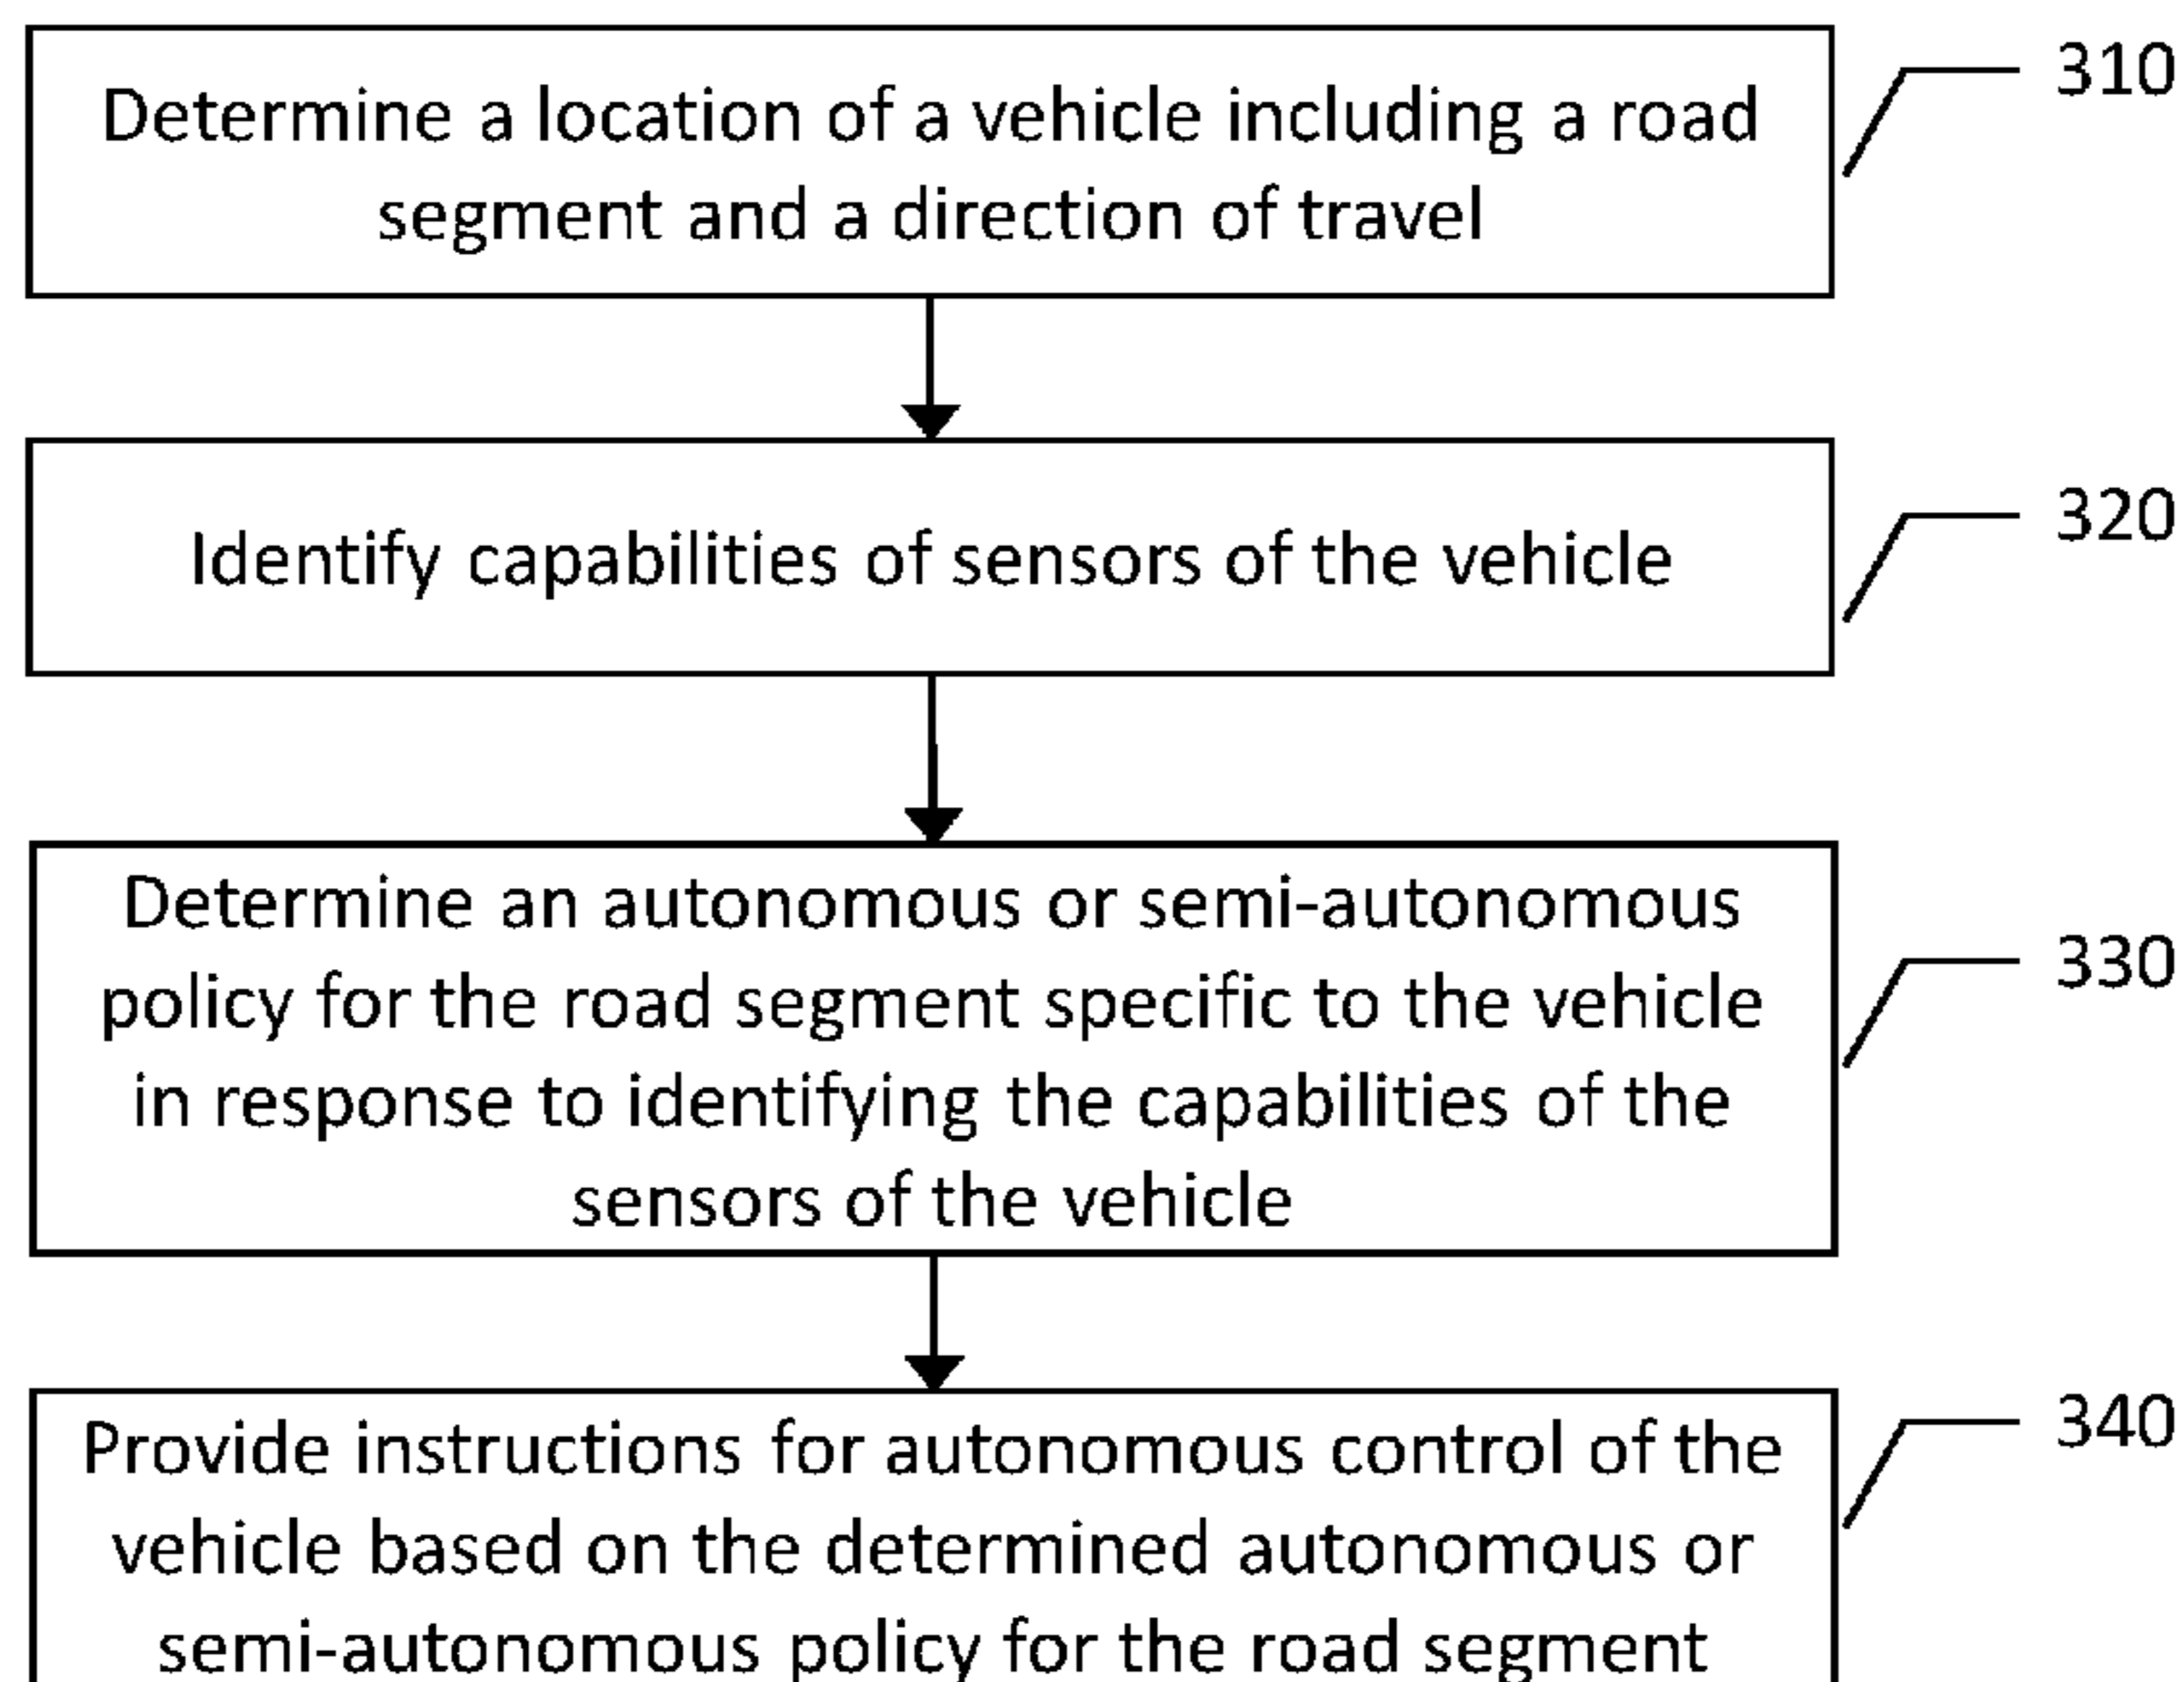 Determine a location of a vehicle including a road
segment and a direction of travel
310
Identify capabilities of sensors of the vehicle
320
Determine an autonomous or semi-autonomous
policy for the road segment specific to the vehicle
in response to identifying the capabilities of the
sensors of the vehicle
330
Provide instructions for autonomous control of the
vehicle based on the determined autonomous or
semi-autonomous policy for the road segment
340